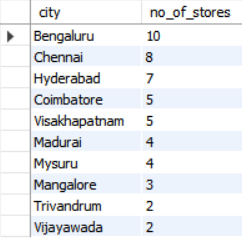 city no_of_stores
Bengaluru 10
Chennai 8
Hyderabad 7
Coimbatore 5
Visakhapatnam 5
Madurai 4
Mysuru 4
Mangalore 3
Trivandrum 2
Vijayawada 2